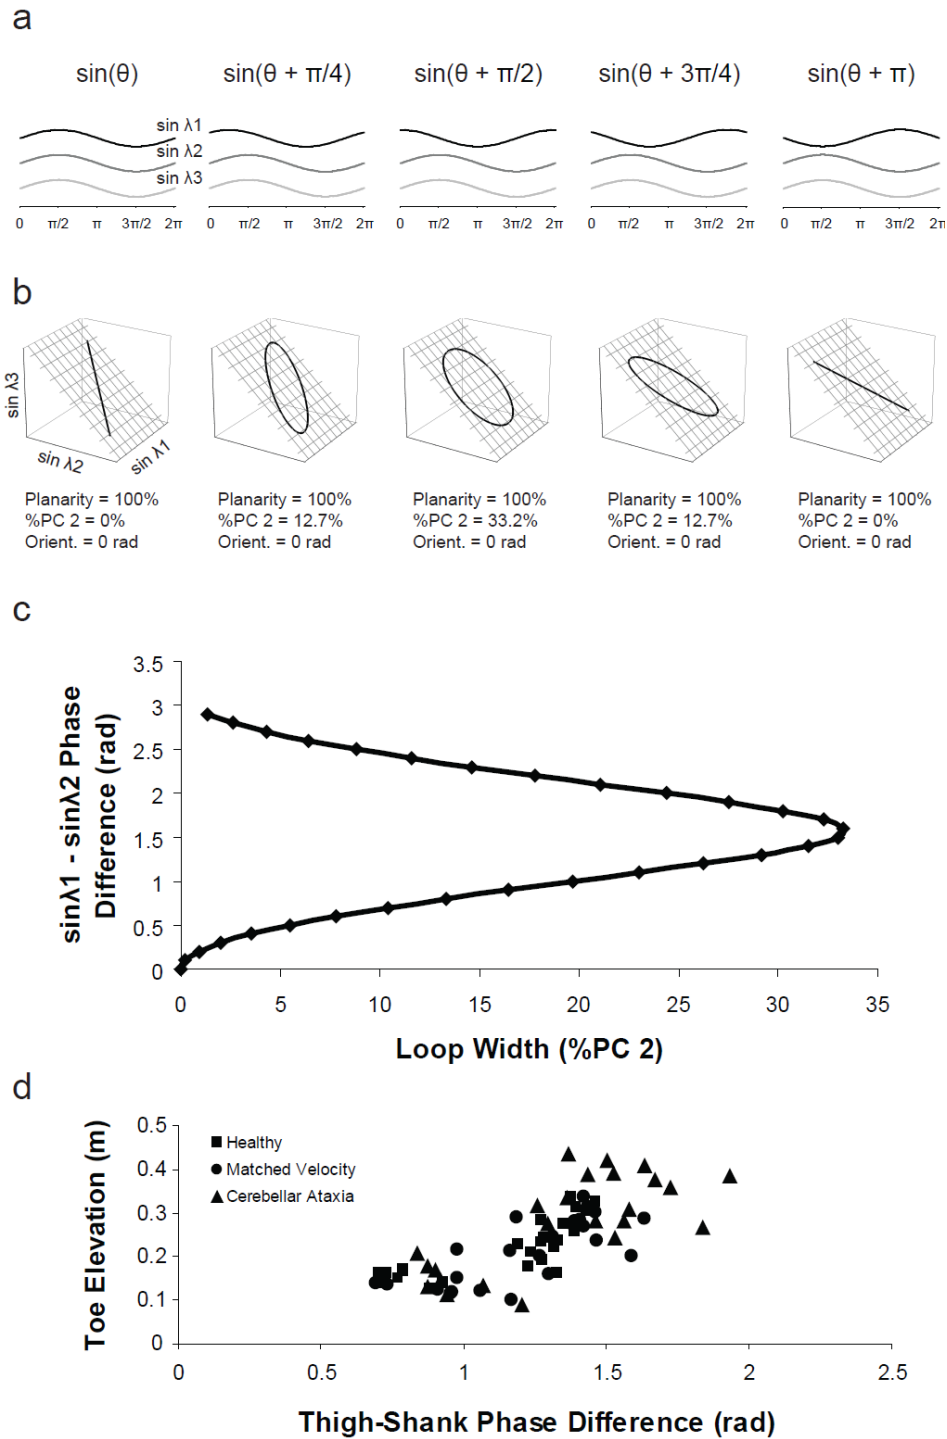 a
sin(θ) sin(θ + π/4) sin(θ + π/2) sin(θ + 3π/4) sin(θ + π)
sin λ1
sin λ2
sin λ3
0 π/2 π 3π/2 2π 0 π/2 π 3π/2 2π 0 π/2 π 3π/2 2π 0 π/2 π 3π/2 2π 0 π/2 π 3π/2 2π
b
sin λ3
sin λ2
sin λ1
Planarity = 100% Planarity = 100% Planarity = 100% Planarity = 100% Planarity = 100%
%PC 2 = 0% %PC 2 = 12.7% %PC 2 = 33.2% %PC 2 = 12.7% %PC 2 = 0%
Orient. = 0 rad Orient. = 0 rad Orient. = 0 rad Orient. = 0 rad Orient. = 0 rad
c
sinλ1 - sinλ2 Phase
Difference (rad)
3.5
3
2.5
2
1.5
1
0.5
0
0 5 10 15 20 25 30 35
Loop Width (%PC 2)
d
Toe Elevation (m)
0.5
0.4
0.3
0.2
0.1
0
Healthy
Matched Velocity
Cerebellar Ataxia
0 0.5 1 1.5 2 2.5
Thigh-Shank Phase Difference (rad)